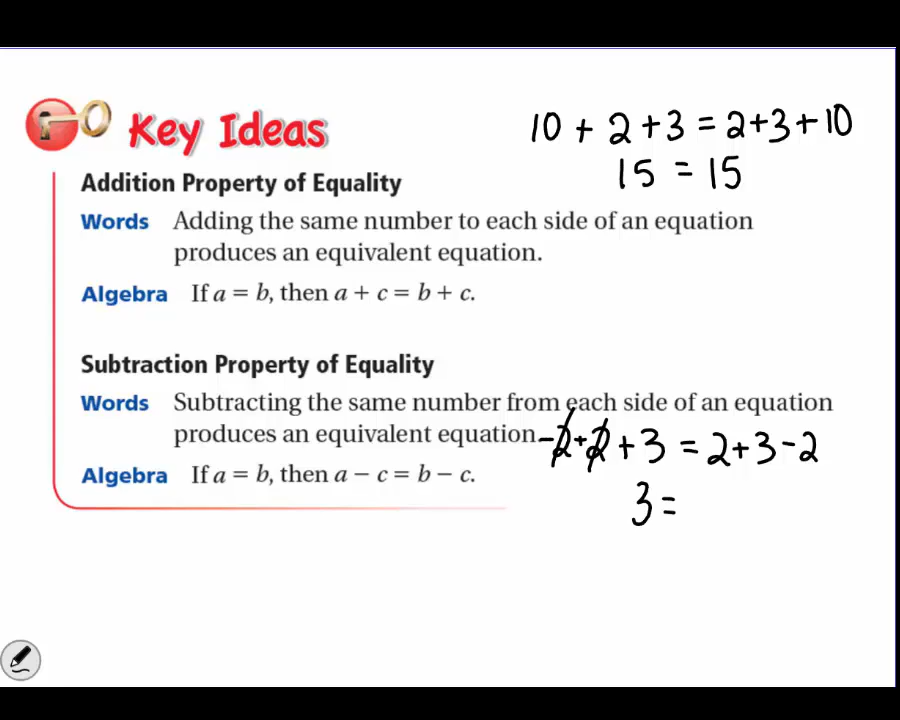 Key Ideas
10 + 2 + 3 = 2 + 3 + 10
15 = 15
Addition Property of Equality
Words Adding the same number to each side of an equation
produces an equivalent equation.
Algebra If a = b, then a + c = b + c.
Subtraction Property of Equality
Words Subtracting the same number from each side of an equation
produces an equivalent equation
-2 + 2 + 3 = 2 + 3 - 2
Algebra If a = b, then a − c = b − c.
3 =